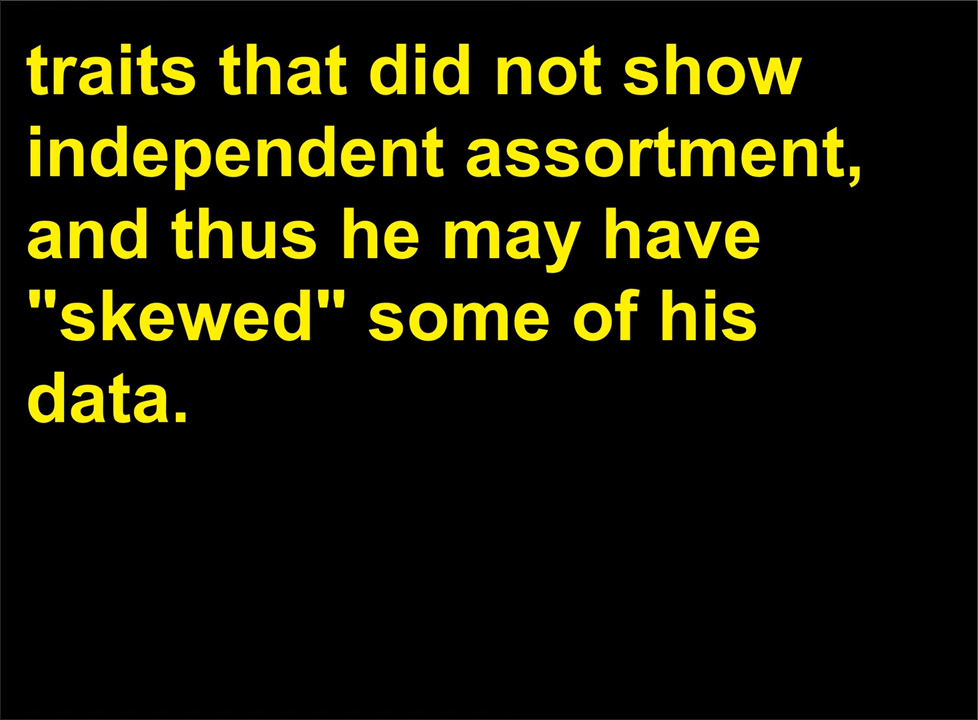 traits that did not show
independent assortment,
and thus he may have
"skewed" some of his
data.